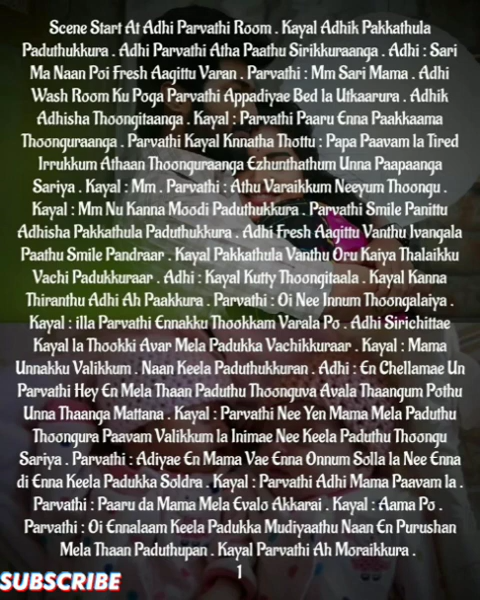 Scene Start At Adhi Parvathi Room . Kayal Adhik Pakkathula
Paduthukkura . Adhi Parvathi Atha Paathu Sirikkuraanga . Adhi : Sari
Ma Naan Poi Fresh Aagittu Varan . Parvathi : Mm Sari Mama . Adhi
Wash Room Ku Poga Parvathi Appadiyae Bed la Utkaarura . Adhik
Adhisha Thoongitaanga . Kayal : Parvathi Paaru Enna Paakkaama
Thoonguraanga . Parvathi Kayal Knnatha Thottu : Papa Paavam la Tired
Irrukkum Athaan Thoonguraanga Ezhunthathum Unna Paapaanga
Sariya . Kayal : Mm . Parvathi : Athu Varaikkum Neeyum Thoongu .
Kayal : Mm Nu Kanna Moodi Paduthukkura . Parvathi Smile Panittu
Adhisha Pakkathula Paduthukkura . Adhi Fresh Aagittu Vanthu Ivangala
Paathu Smile Pandraar . Kayal Pakkathula Vanthu Oru Kaiya Thalaikku
Vachi Padukkuraar . Adhi : Kayal Kutty Thoongitaala . Kayal Kanna
Thiranthu Adhi Ah Paakkura . Parvathi : Oi Nee Innum Thoongalaiya .
Kayal : illa Parvathi Ennakku Thookkam Varala Po . Adhi Sirichittae
Kayal la Thookki Avar Mela Padukka Vachikkuraar . Kayal : Mama
Unnakku Valikkum . Naan Keela Paduthukkuran . Adhi : En Chellamae Un
Parvathi Hey En Mela Thaan Paduthu Thoonguva Avala Thaangum Pothu
Unna Thaanga Mattana . Kayal : Parvathi Nee Yen Mama Mela Paduthu
Thoongura Paavam Valikkum la Inimae Nee Keela Paduthu Thoongu
Sariya . Parvathi : Adiyae En Mama Vae Enna Onnum Solla la Nee Enna
di Enna Keela Padukka Soldra . Kayal : Parvathi Adhi Mama Paavam la .
Parvathi : Paaru da Mama Mela Evalo Akkarai . Kayal : Aama Po .
Parvathi : Oi Ennalaam Keela Padukka Mudiyaathu Naan En Purushan
Mela Thaan Paduthupan . Kayal Parvathi Ah Moraikkura .
1
SUBSCRIBE